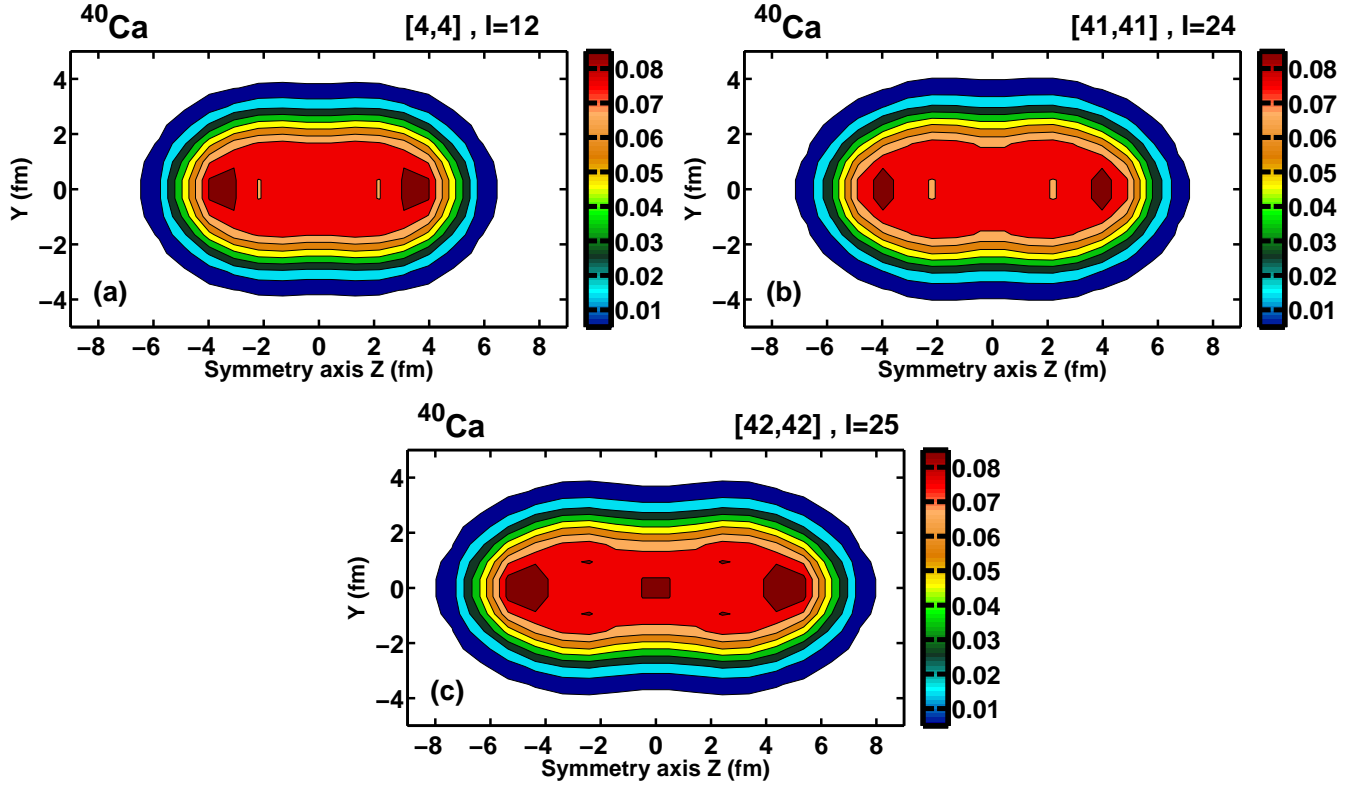 ⁴⁰Ca [4,4] , I=12
4
2
0
−2
−4
Y (fm)
(a)
−8 −6 −4 −2 0 2 4 6 8
Symmetry axis Z (fm)
0.08
0.07
0.06
0.05
0.04
0.03
0.02
0.01
⁴⁰Ca [41,41] , I=24
4
2
0
−2
−4
Y (fm)
(b)
−8 −6 −4 −2 0 2 4 6 8
Symmetry axis Z (fm)
0.08
0.07
0.06
0.05
0.04
0.03
0.02
0.01
⁴⁰Ca [42,42] , I=25
4
2
0
−2
−4
Y (fm)
(c)
−8 −6 −4 −2 0 2 4 6 8
Symmetry axis Z (fm)
0.08
0.07
0.06
0.05
0.04
0.03
0.02
0.01